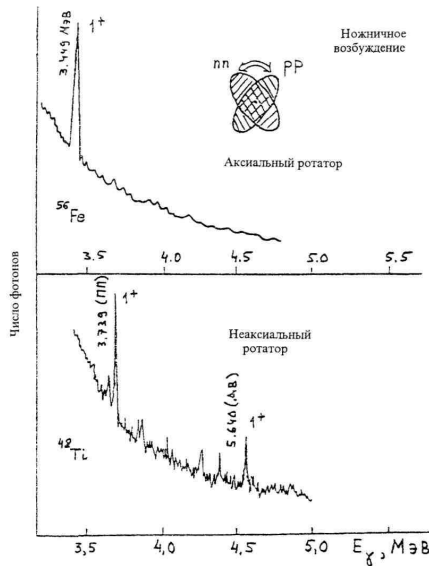 Ножничное
возбуждение
3.449 МэВ
1+
nn
pp
Аксиальный ротатор
56Fe
3.5
4.0
4.5
5.0
5.5
Число фотонов
3.739 (ПП)
1+
Неаксиальный
ротатор
5.640 (Д,В)
1+
48Ti
3,5
4,0
4,5
5,0
Eγ, МэВ